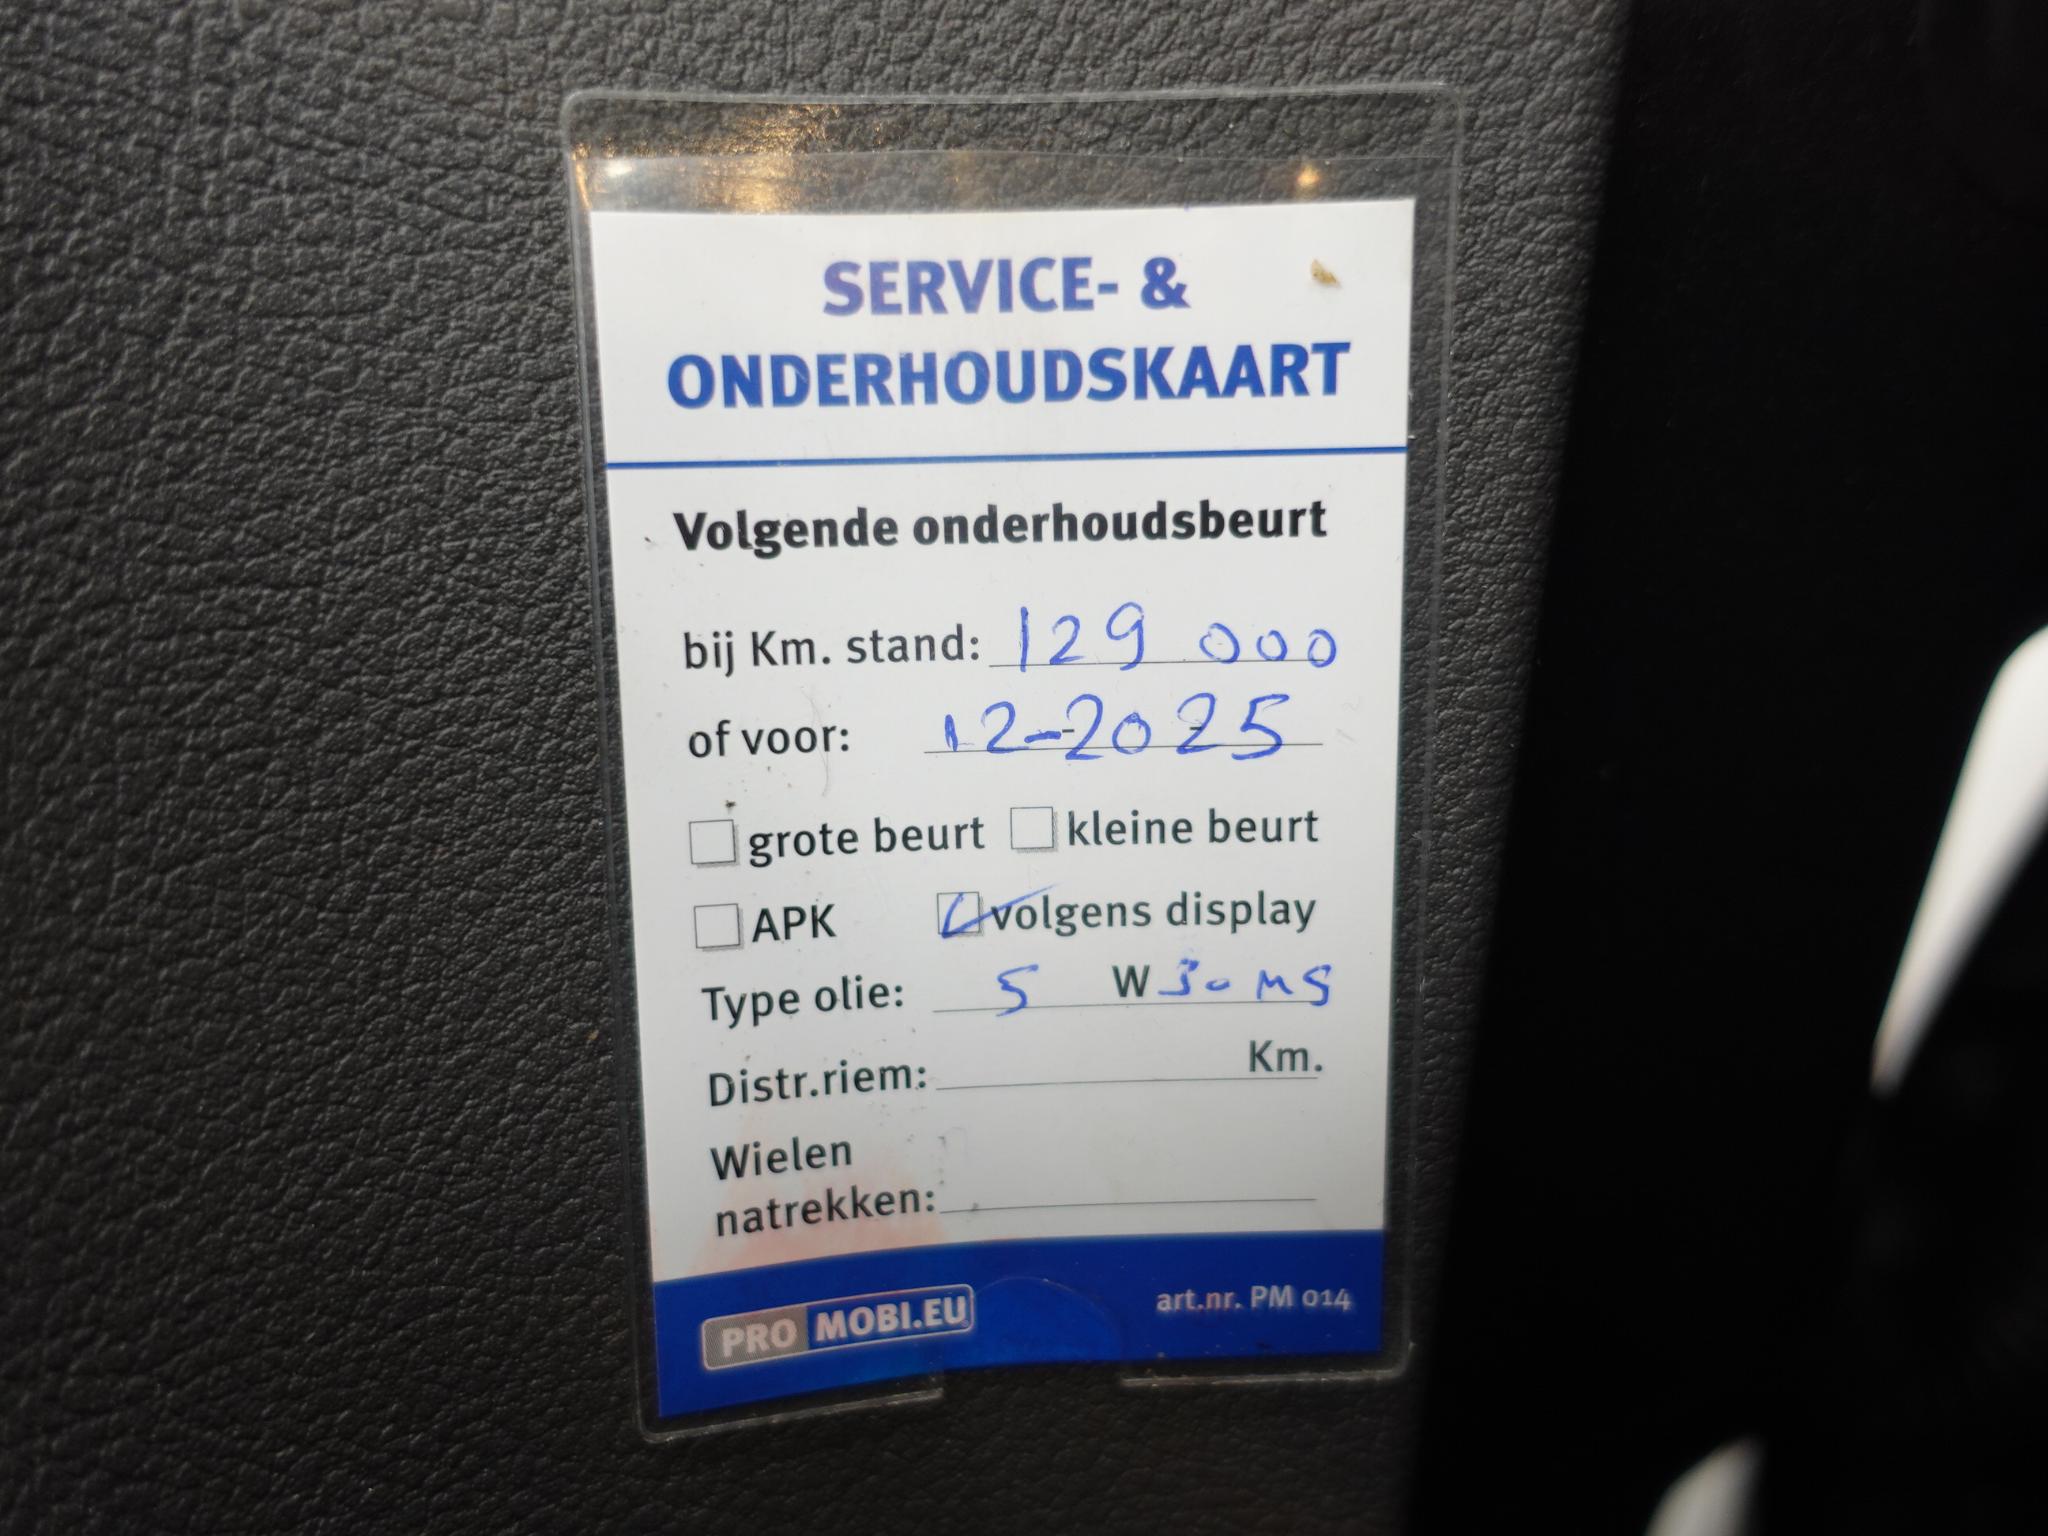 SERVICE- &
ONDERHOUDSKAART
Volgende onderhoudsbeurt
bij Km. stand: 129 000
of voor: 12-2025
grote beurt kleine beurt
APK volgens display
Type olie: 5 W 30 MS
Distr.riem: Km.
Wielen
natrekken:
PRO MOBI.EU art.nr. PM 014